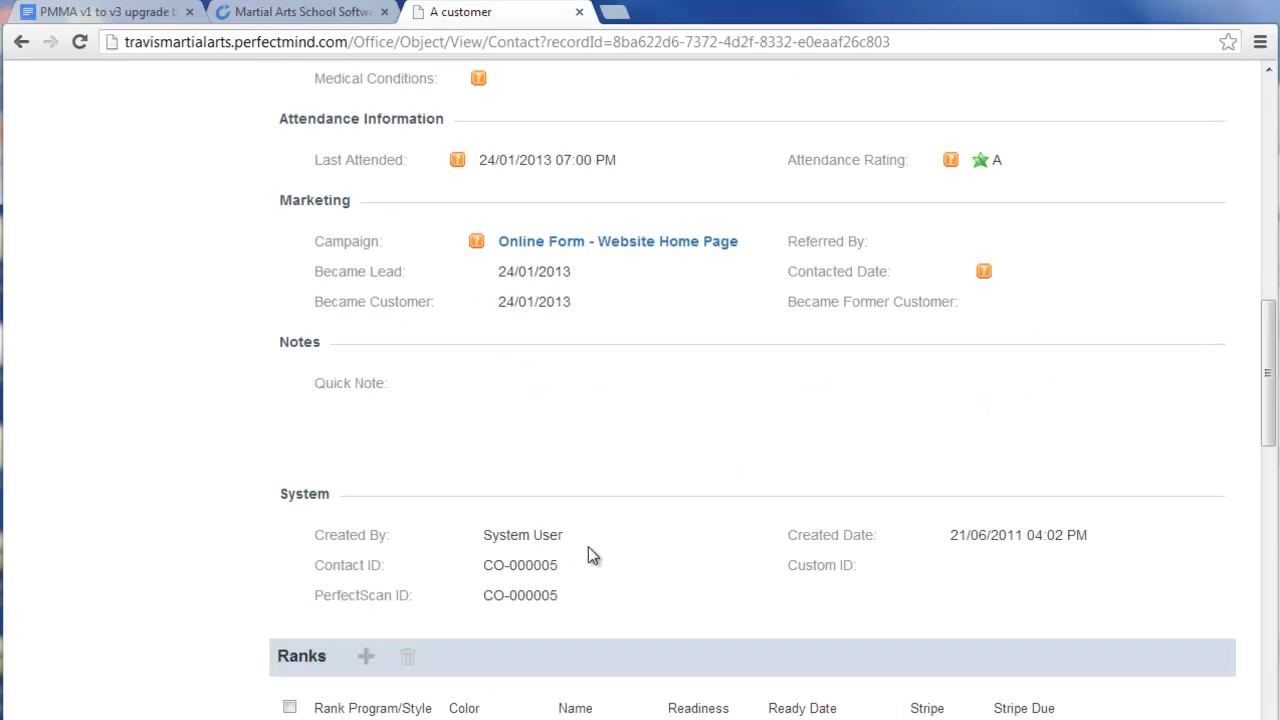 PMMA v1 to v3 upgrade
Martial Arts School Softwa
A customer
travismartialarts.perfectmind.com/Office/Object/View/Contact?recordId=8ba622d6-7372-4d2f-8332-e0eaaf26c803
Medical Conditions: ?
Attendance Information
Last Attended: ? 24/01/2013 07:00 PM Attendance Rating: ? A
Marketing
Campaign: ? Online Form - Website Home Page Referred By:
Became Lead: 24/01/2013 Contacted Date: ?
Became Customer: 24/01/2013 Became Former Customer:
Notes
Quick Note:
System
Created By: System User Created Date: 21/06/2011 04:02 PM
Contact ID: CO-000005 Custom ID:
PerfectScan ID: CO-000005
Ranks
Rank Program/Style Color Name Readiness Ready Date Stripe Stripe Due